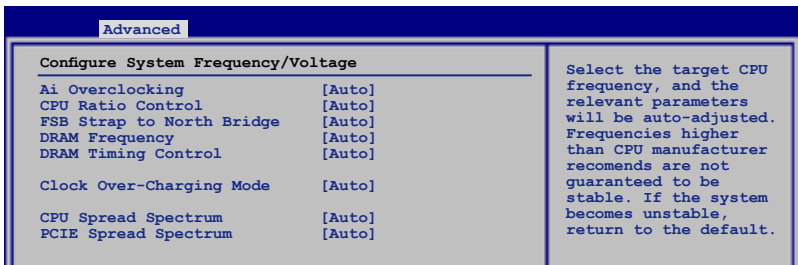 Advanced
Configure System Frequency/Voltage
Ai Overclocking [Auto]
CPU Ratio Control [Auto]
FSB Strap to North Bridge [Auto]
DRAM Frequency [Auto]
DRAM Timing Control [Auto]
Clock Over-Charging Mode [Auto]
CPU Spread Spectrum [Auto]
PCIE Spread Spectrum [Auto]
Select the target CPU
frequency, and the
relevant parameters
will be auto-adjusted.
Frequencies higher
than CPU manufacturer
recomends are not
guaranteed to be
stable. If the system
becomes unstable,
return to the default.